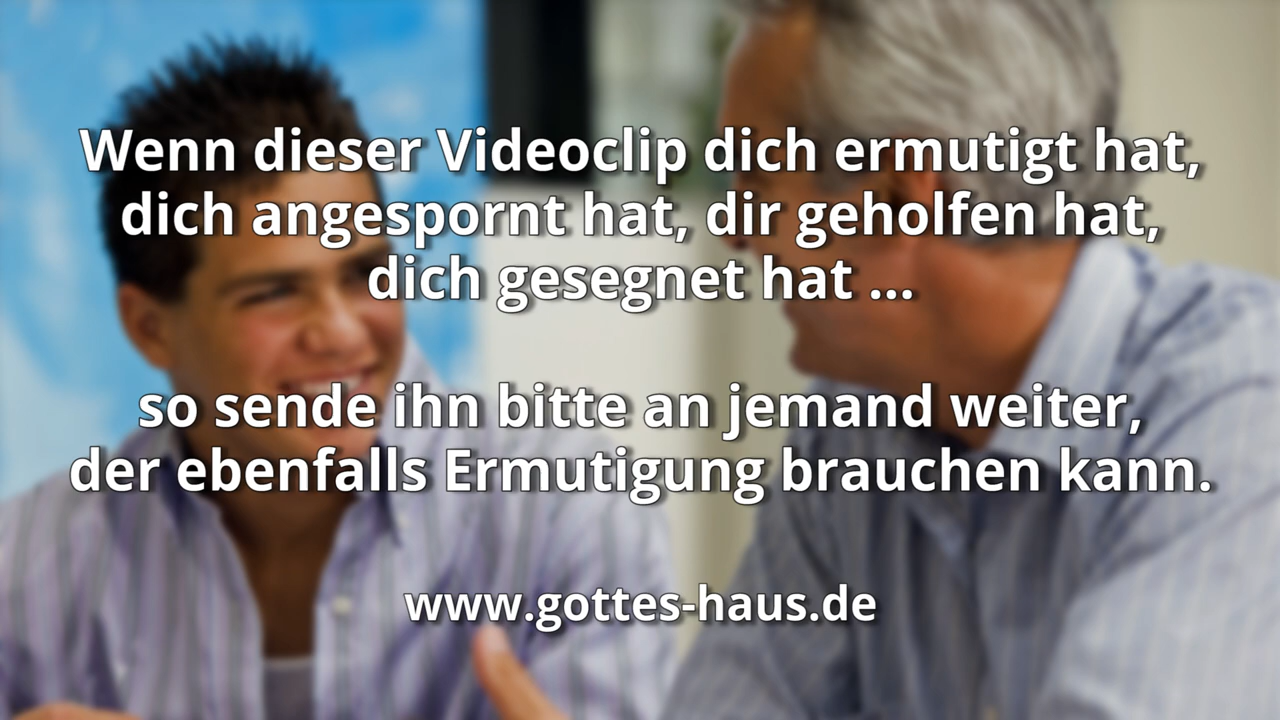 Wenn dieser Videoclip dich ermutigt hat,
dich angespornt hat, dir geholfen hat,
dich gesegnet hat ...
so sende ihn bitte an jemand weiter,
der ebenfalls Ermutigung brauchen kann.
www.gottes-haus.de